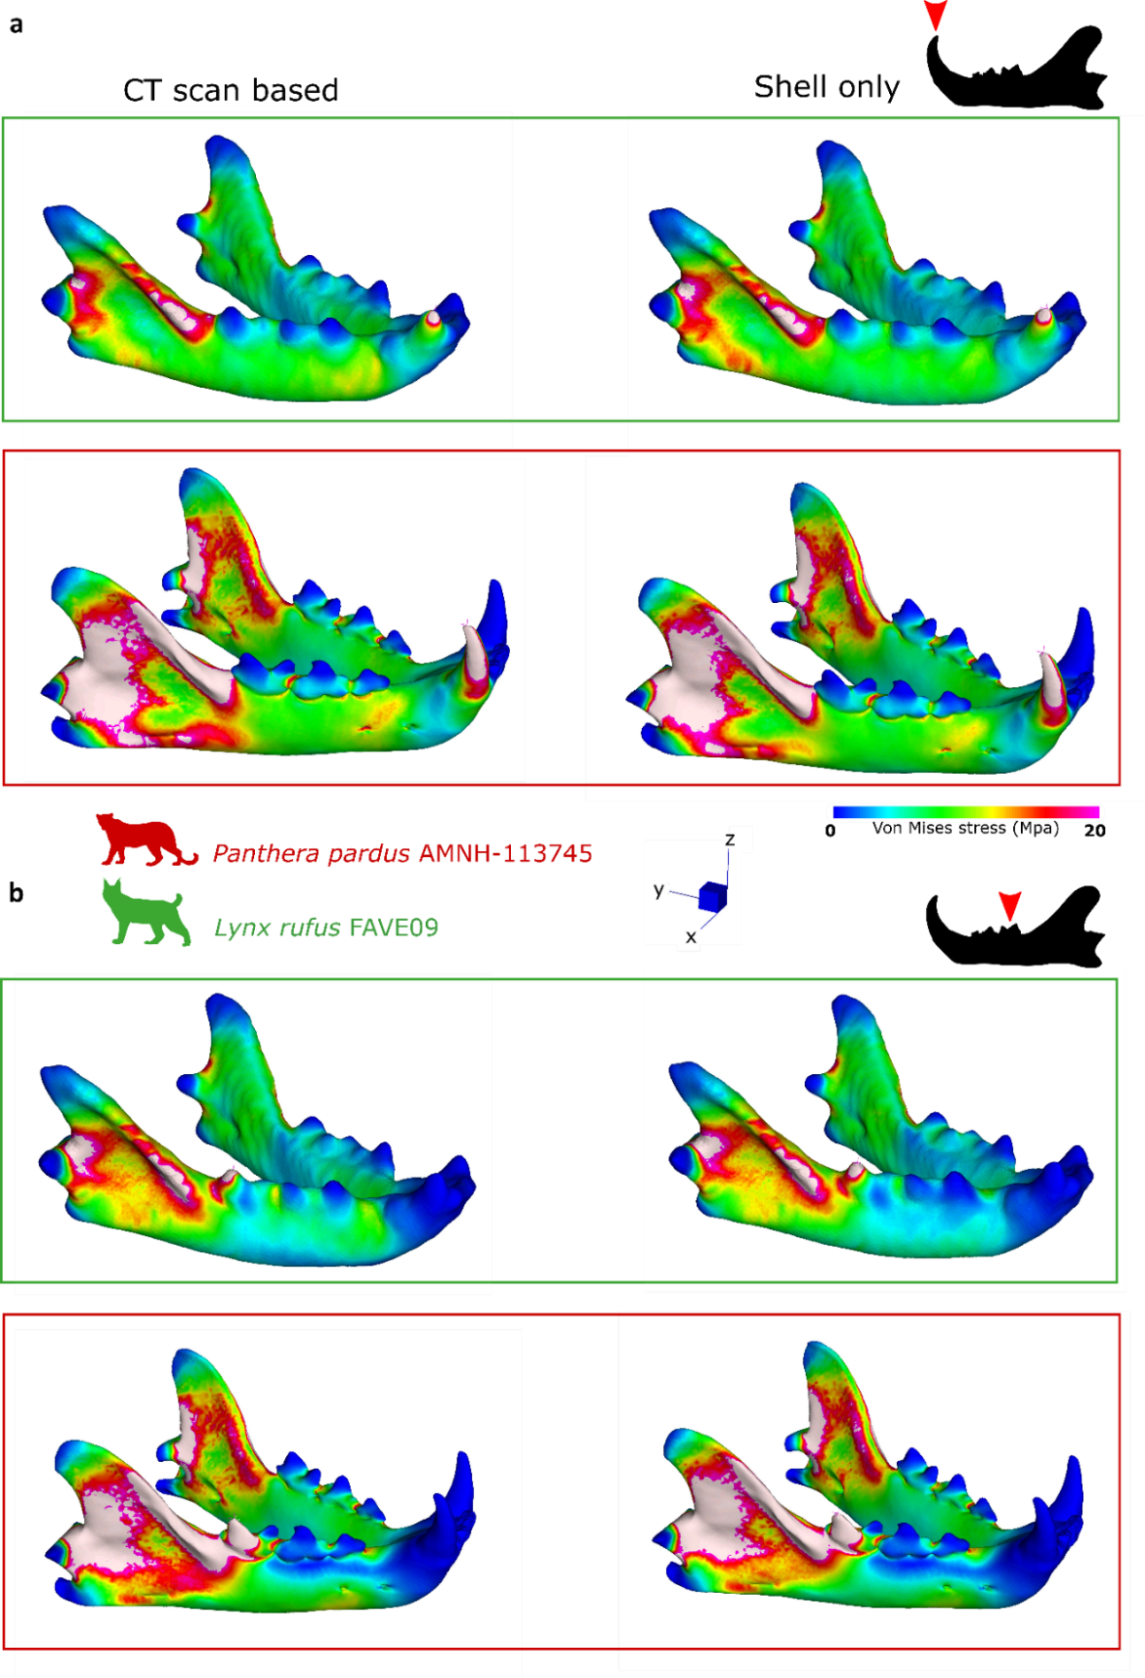 a
CT scan based
Shell only
0 Von Mises stress (Mpa) 20
Panthera pardus AMNH-113745
z
y
x
b
Lynx rufus FAVE09